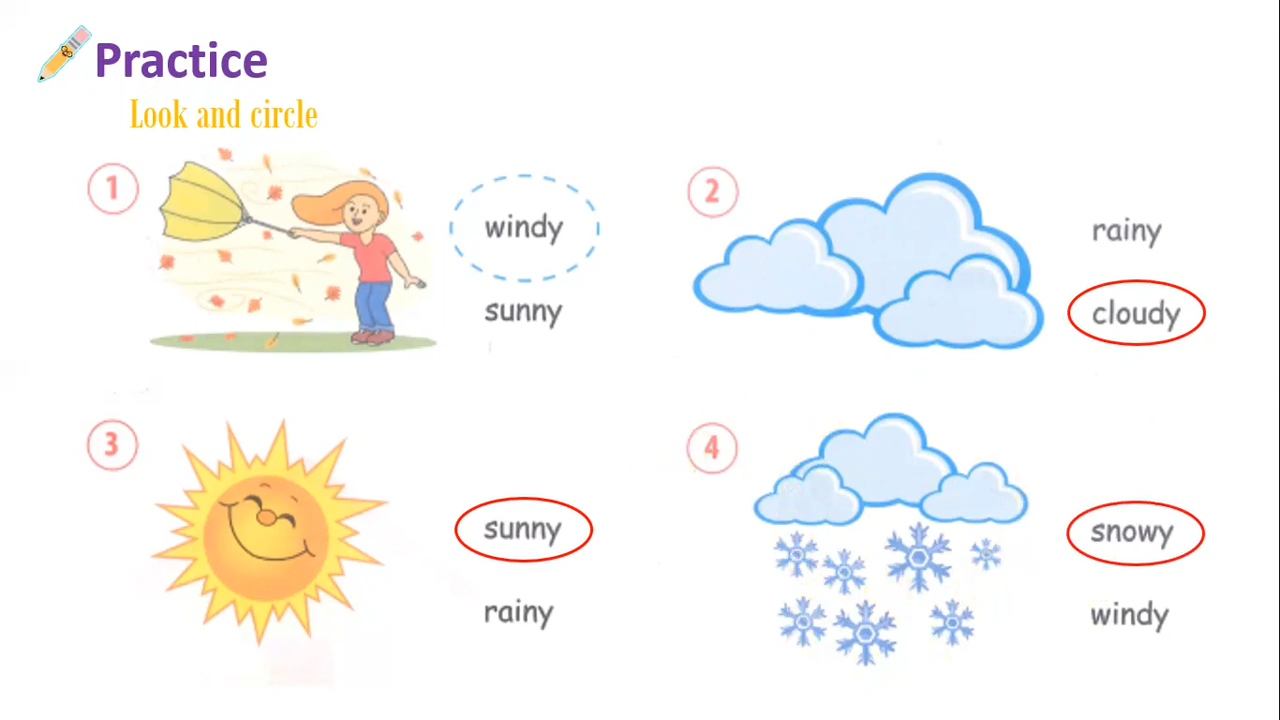 Practice
Look and circle
1
windy
sunny
2
rainy
cloudy
3
sunny
rainy
4
snowy
windy